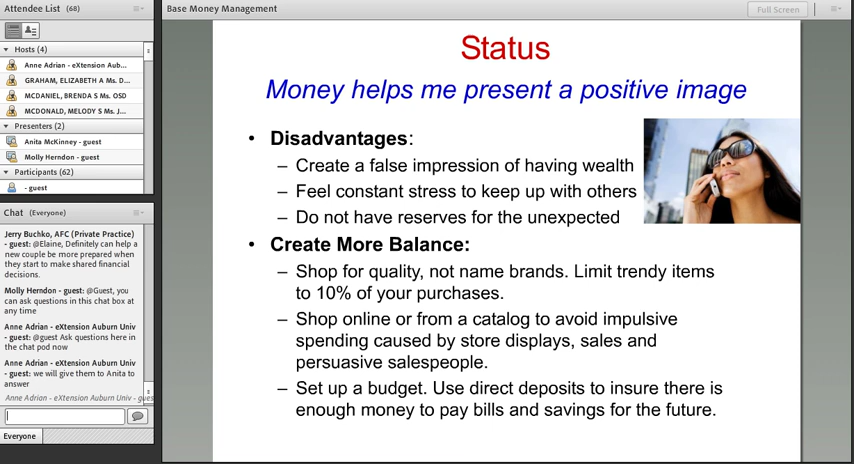 Attendee List (68)
Hosts (4)
Anne Adrian - eXtension Aub...
GRAHAM, ELIZABETH A Ms. D...
MCDANIEL, BRENDA S Ms. OSD
MCDONALD, MELODY S Ms. J...
Presenters (2)
Anita McKinney - guest
Molly Herndon - guest
Participants (62)
- guest
Chat (Everyone)
Jerry Buchko, AFC (Private Practice)
- guest: @Elaine, Definitely can help a
new couple be more prepared when
they start to make shared financial
decisions.
Molly Herndon - guest: @Guest, you
can ask questions in this chat box at
any time
Anne Adrian - eXtension Auburn Univ
- guest: @guest Ask questions here in
the chat pod now
Anne Adrian - eXtension Auburn Univ
- guest: we will give them to Anita to
answer
Anne Adrian - eXtension Auburn Univ - gues
Everyone
Base Money Management
Full Screen
Status
Money helps me present a positive image
• Disadvantages:
– Create a false impression of having wealth
– Feel constant stress to keep up with others
– Do not have reserves for the unexpected
• Create More Balance:
– Shop for quality, not name brands. Limit trendy items
to 10% of your purchases.
– Shop online or from a catalog to avoid impulsive
spending caused by store displays, sales and
persuasive salespeople.
– Set up a budget. Use direct deposits to insure there is
enough money to pay bills and savings for the future.